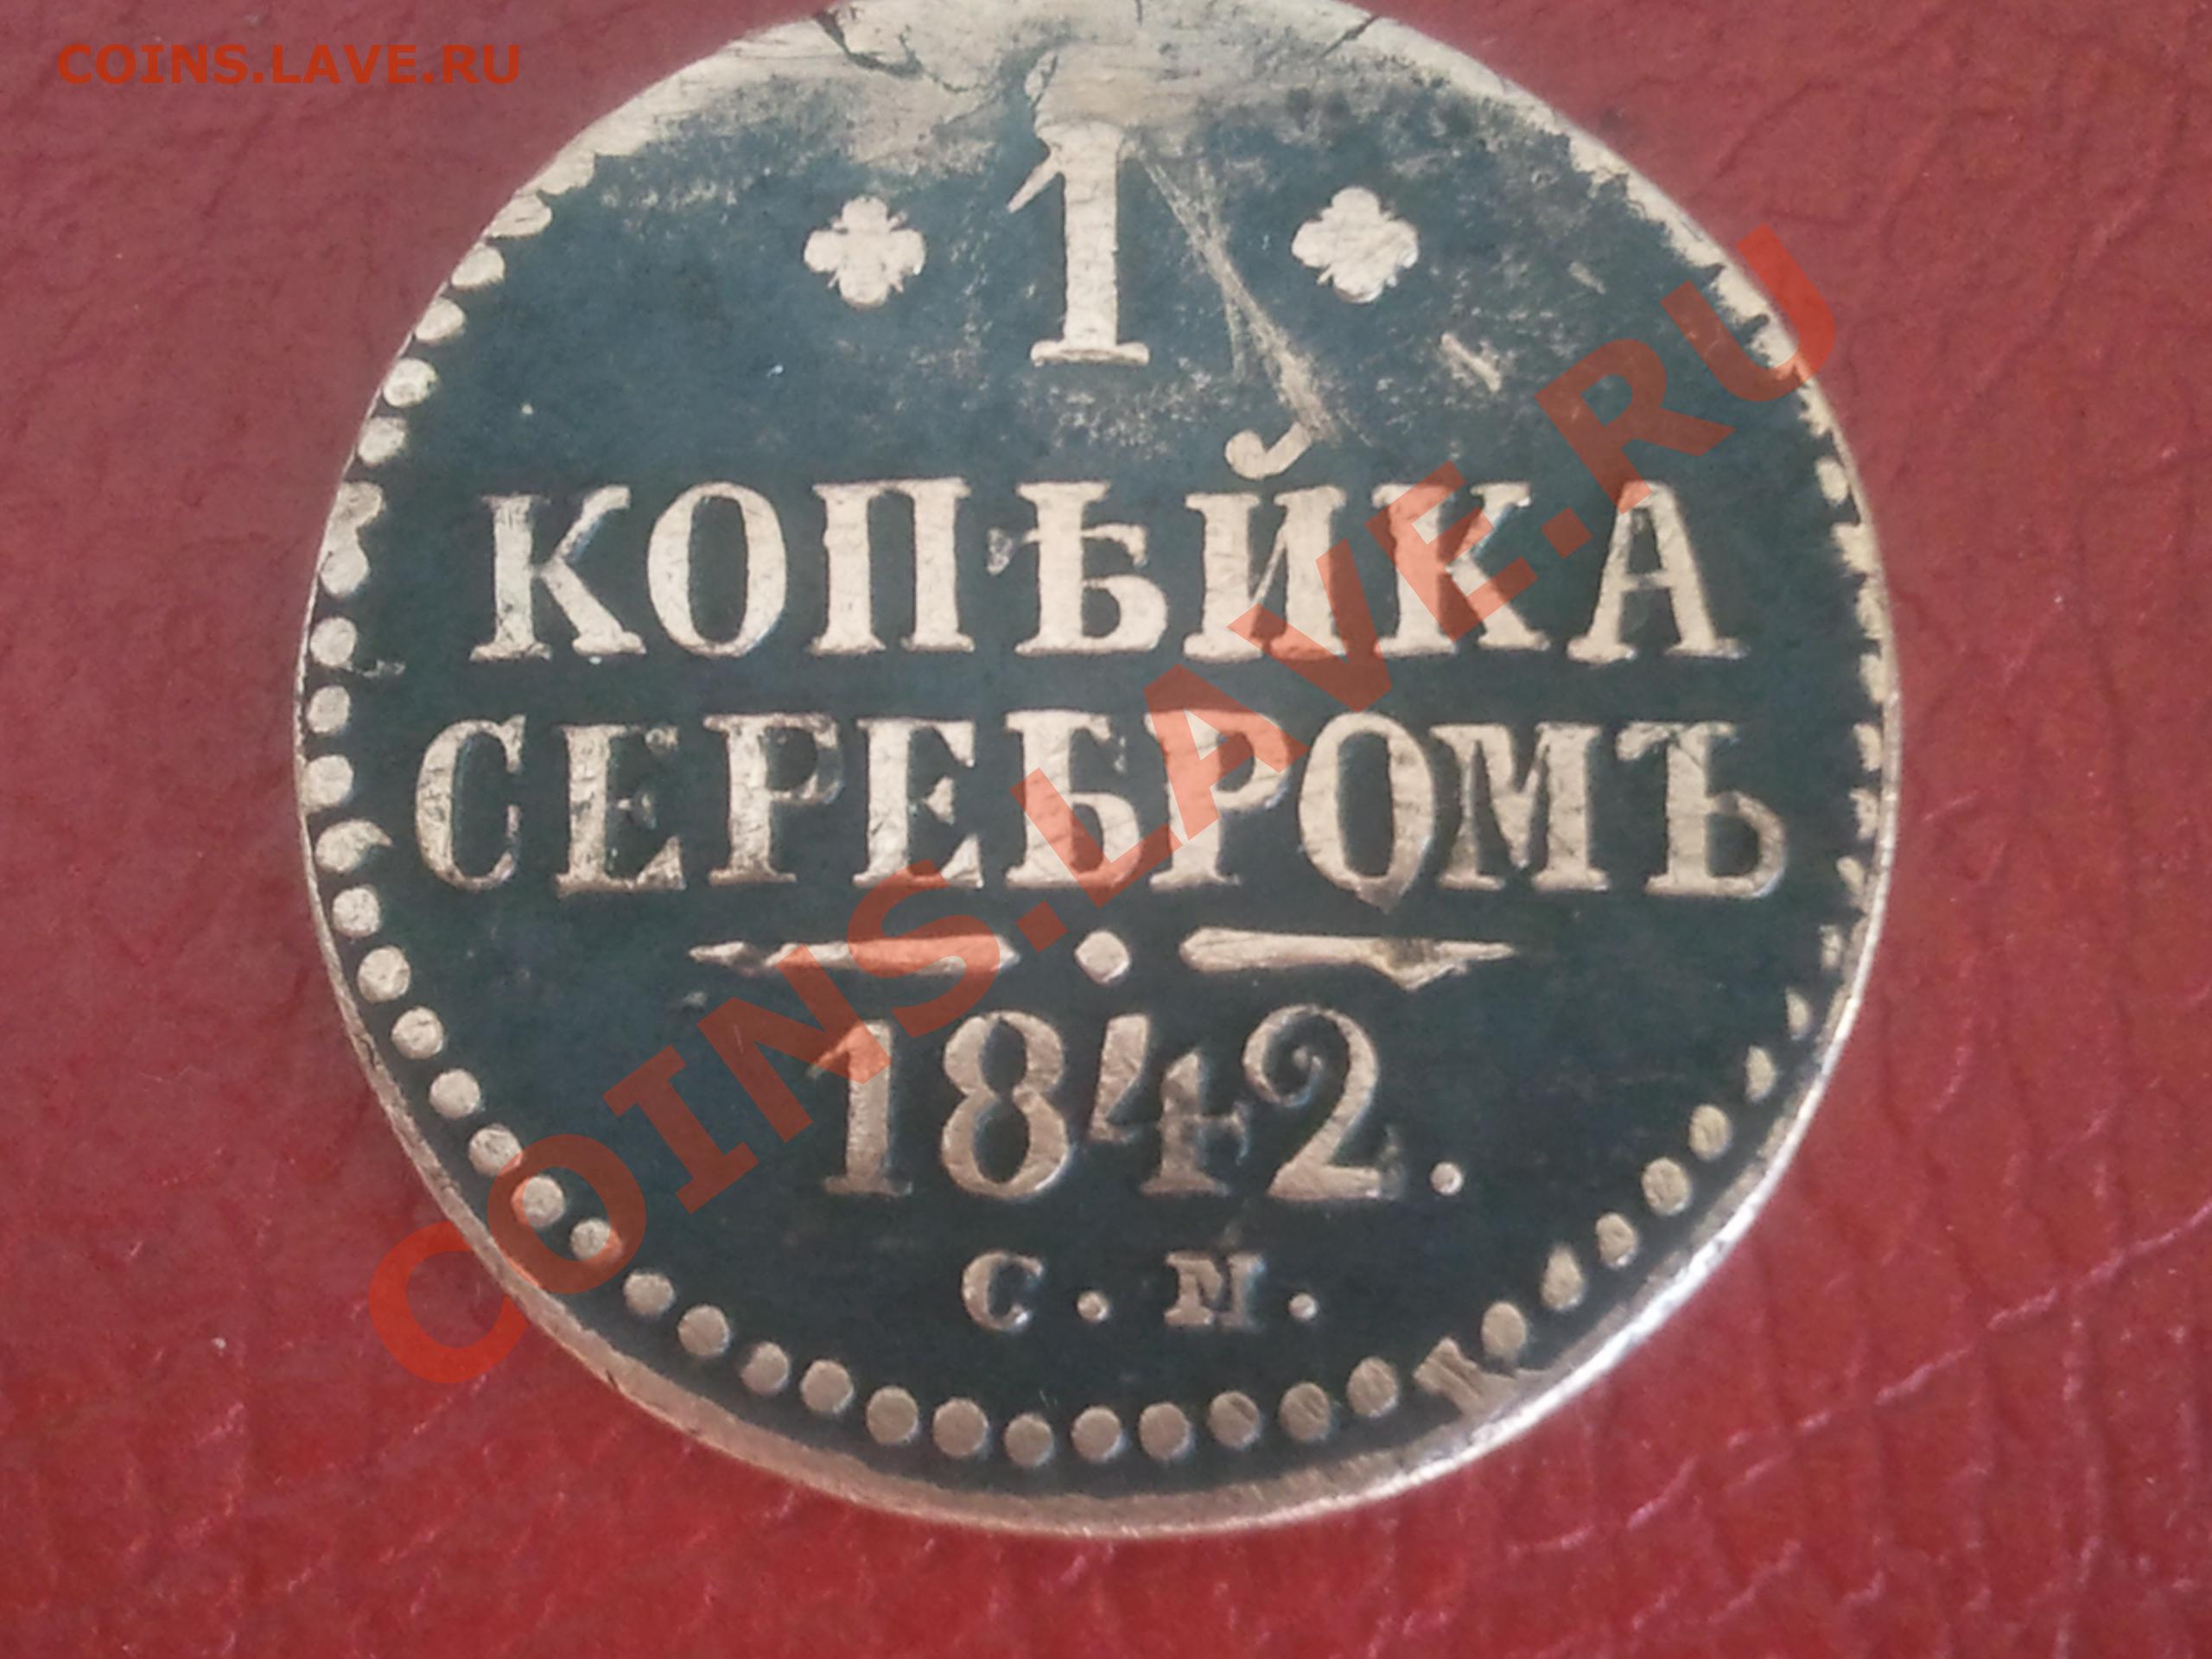 COINS.LAVE.RU
1
КОПѢЙКА
СЕРЕБРОМЪ
1842.
С. М.
COINS.LAVE.RU